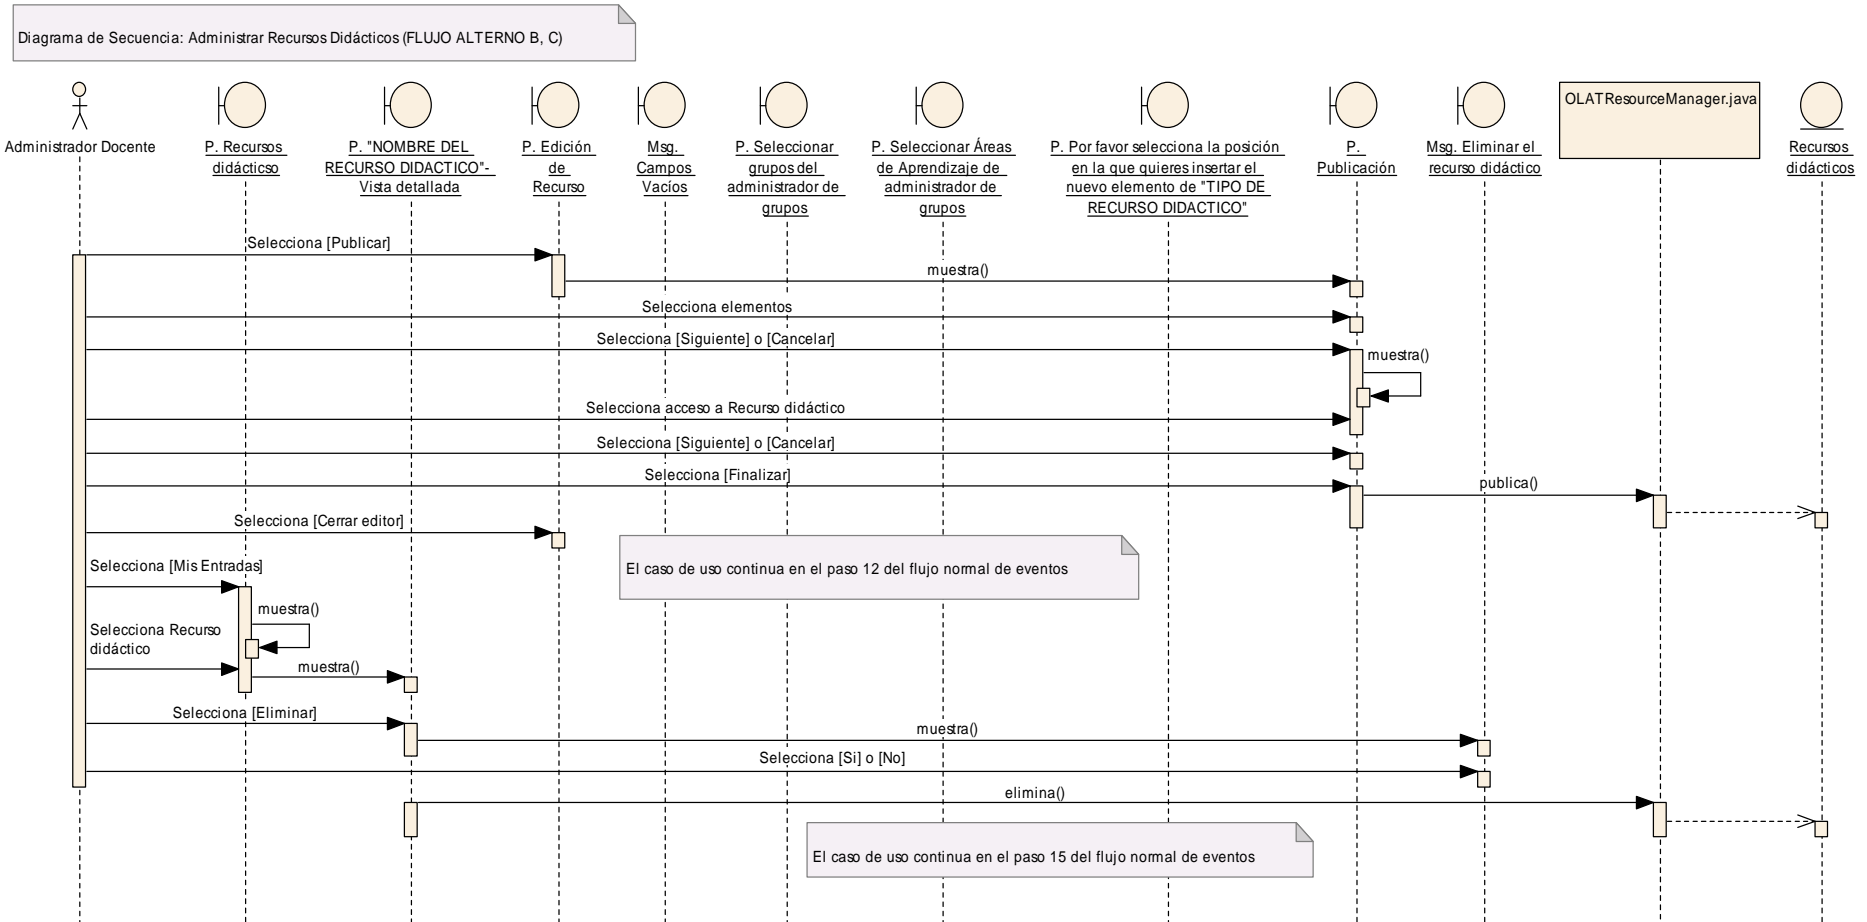 Diagrama de Secuencia: Administrar Recursos Didácticos (FLUJO ALTERNO B, C)
Administrador Docente
P. Recursos
didácticso
P. "NOMBRE DEL
RECURSO DIDACTICO"-
Vista detallada
P. Edición
de
Recurso
Msg.
Campos
Vacíos
P. Seleccionar
grupos del
administrador de
grupos
P. Seleccionar Áreas
de Aprendizaje de
administrador de
grupos
P. Por favor selecciona la posición
en la que quieres insertar el
nuevo elemento de "TIPO DE
RECURSO DIDACTICO"
P.
Publicación
Msg. Eliminar el
recurso didáctico
OLATResourceManager.java
Recursos
didácticos
Selecciona [Publicar]
muestra()
Selecciona elementos
Selecciona [Siguiente] o [Cancelar]
muestra()
Selecciona acceso a Recurso didáctico
Selecciona [Siguiente] o [Cancelar]
Selecciona [Finalizar]
publica()
Selecciona [Cerrar editor]
El caso de uso continua en el paso 12 del flujo normal de eventos
Selecciona [Mis Entradas]
muestra()
Selecciona Recurso
didáctico
muestra()
Selecciona [Eliminar]
muestra()
Selecciona [Si] o [No]
elimina()
El caso de uso continua en el paso 15 del flujo normal de eventos